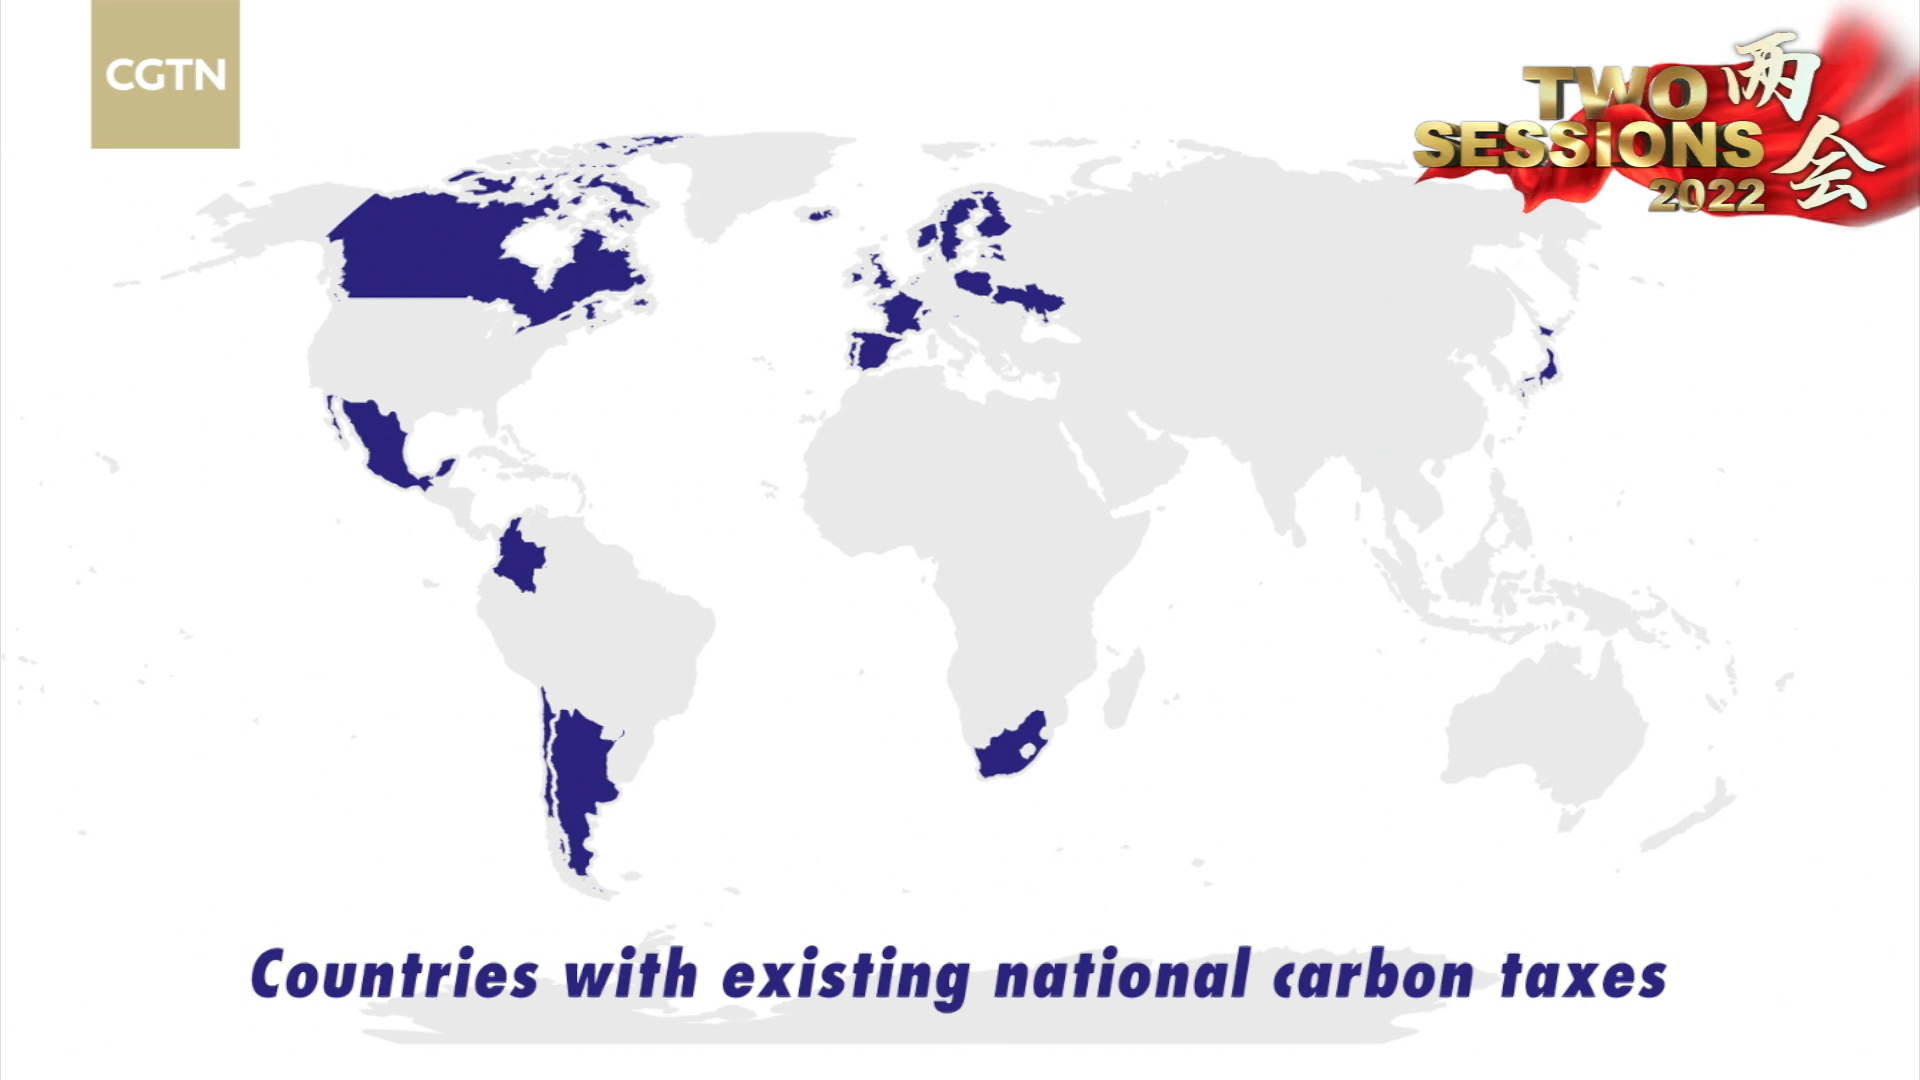 CGTN
TWO
SESSIONS
2022
两
会
Countries with existing national carbon taxes